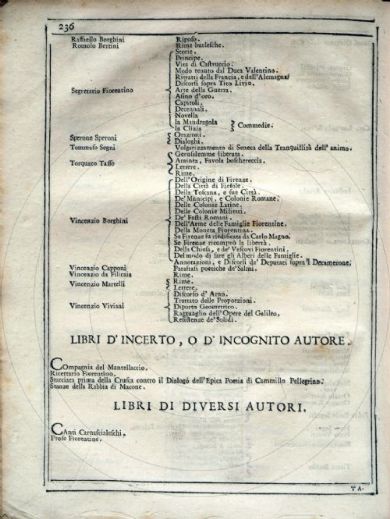 236
Raffaello Borghini Riposo.
Romolo Bertini Rime burlesche.
Storie.
Principe.
Vita di Castruccio.
Modo tenuto dal Duca Valentino.
Ritratti della Francia, e dell'Alemagna
Discorsi sopra Tito Livio.
Segretario Fiorentino Arte della Guerra.
Asino d'oro.
Capitoli.
Decennali.
Novella
la Mandragola
la Clizia Commedie.
Sperone Speroni Orazioni.
Dialoghi.
Tommaso Segni Volgarizzamento di Seneca della Tranquillità dell'animo.
Gerusalemme liberata.
Torquato Tasso Aminta, Favola boschereccia.
Lettere.
Rime.
Dell'Origine di Firenze.
Della Città di Fiesole.
Della Toscana, e sue Città.
De' Municipj, e Colonie Romane.
Delle Colonie Latine.
Delle Colonie Militari.
De' Fasti Romani.
Vincenzio Borghini Dell'Arme delle Famiglie Fiorentine.
Della Moneta Fiorentina.
Se Firenze fu riedificata da Carlo Magno.
Se Firenze ricomprò la libertà.
Della Chiesa, e de' Vescovi Fiorentini.
Del modo di fare gli Alberi delle Famiglie.
Annotazioni, e Discorsi de' Deputati sopra 'l Decamerone.
Vincenzio Capponi Parafrasi poetiche de' Salmi.
Vincenzio da Filicaia Rime.
Vincenzio Martelli Rime.
Lettere.
Discorso d' Arno.
Trattato delle Proporzioni.
Vincenzio Viviani Diporto Geometrico.
Ragguaglio dell'Opere del Galileo.
Resistenze de' Solidi.
LIBRI D'INCERTO, O D' INCOGNITO AUTORE.
Compagnia del Mantellaccio.
Ricettario Fiorentino.
Stacciata prima della Crusca contro il Dialogo dell'Epica Poesia di Cammillo Pellegrino.
Stanze della Rabbia di Macone.
LIBRI DI DIVERSI AUTORI.
Canti Carnascialeschi.
Prose Fiorentine.
TA-